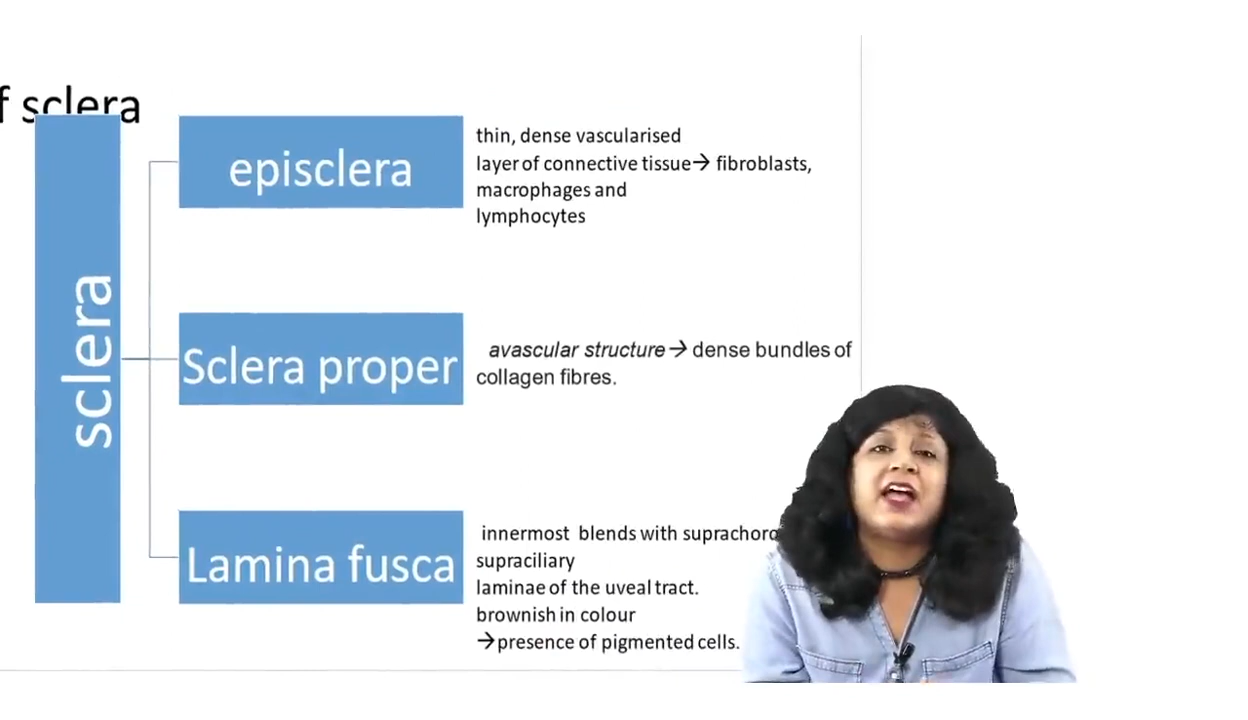 f sclera
sclera
episclera
thin, dense vascularised
layer of connective tissue→ fibroblasts,
macrophages and
lymphocytes
Sclera proper
avascular structure→ dense bundles of
collagen fibres.
Lamina fusca
innermost blends with
supraciliary
laminae of the uveal tract.
brownish in colour
→presence of pigmented cells.